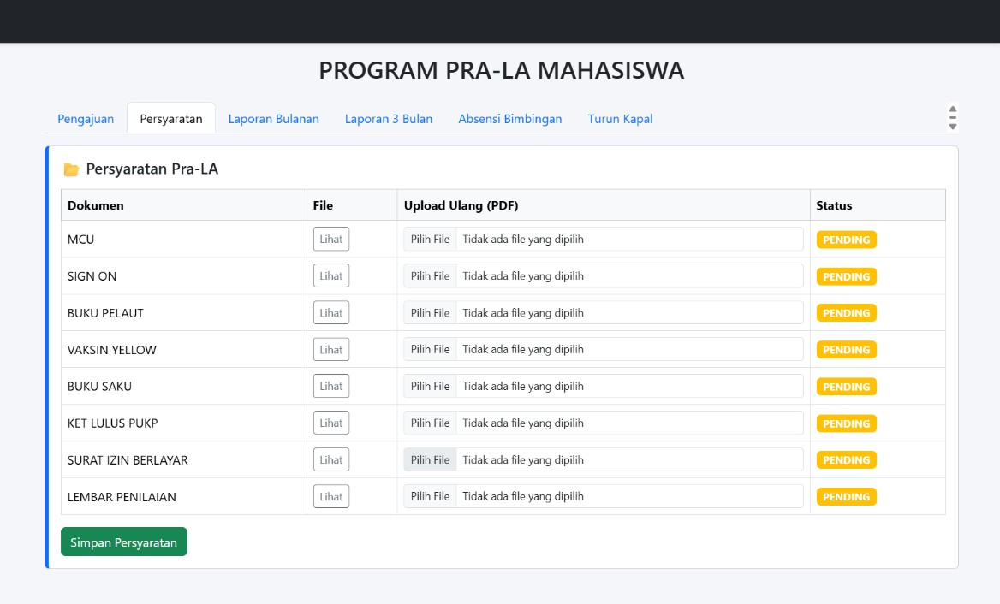 PROGRAM PRA-LA MAHASISWA
Pengajuan Persyaratan Laporan Bulanan Laporan 3 Bulan Absensi Bimbingan Turun Kapal
Persyaratan Pra-LA
Dokumen File Upload Ulang (PDF) Status
MCU Lihat Pilih File Tidak ada file yang dipilih PENDING
SIGN ON Lihat Pilih File Tidak ada file yang dipilih PENDING
BUKU PELAUT Lihat Pilih File Tidak ada file yang dipilih PENDING
VAKSIN YELLOW Lihat Pilih File Tidak ada file yang dipilih PENDING
BUKU SAKU Lihat Pilih File Tidak ada file yang dipilih PENDING
KET LULUS PUKP Lihat Pilih File Tidak ada file yang dipilih PENDING
SURAT IZIN BERLAYAR Lihat Pilih File Tidak ada file yang dipilih PENDING
LEMBAR PENILAIAN Lihat Pilih File Tidak ada file yang dipilih PENDING
Simpan Persyaratan